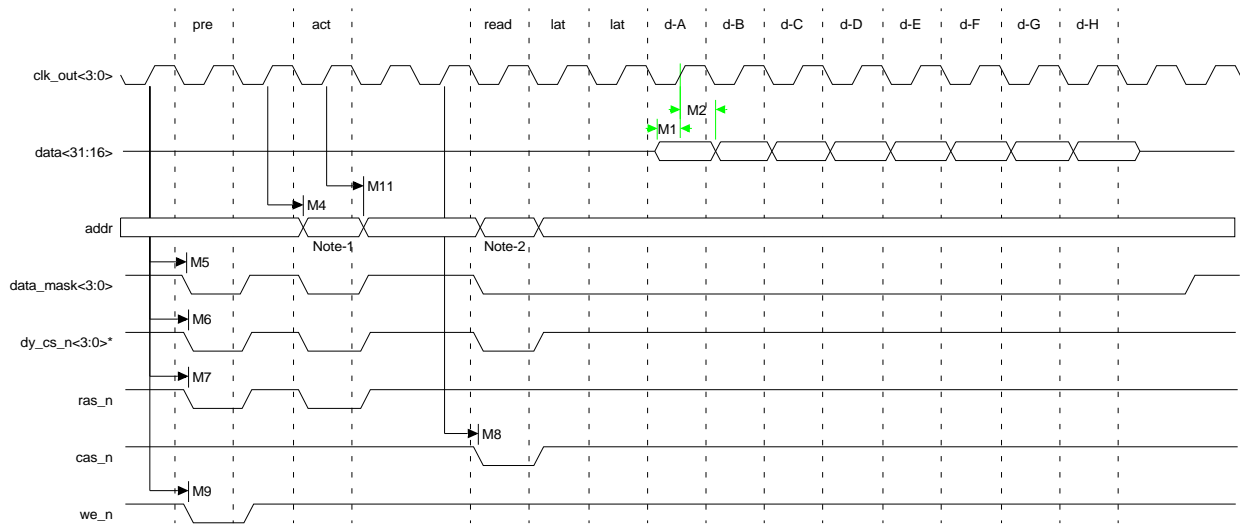 pre act read lat lat d-A d-B d-C d-D d-E d-F d-G d-H
clk_out<3:0>
M2
M1
data<31:16>
M11
M4
addr
Note-1 Note-2
M5
data_mask<3:0>
M6
dy_cs_n<3:0>*
M7
ras_n
M8
cas_n
M9
we_n